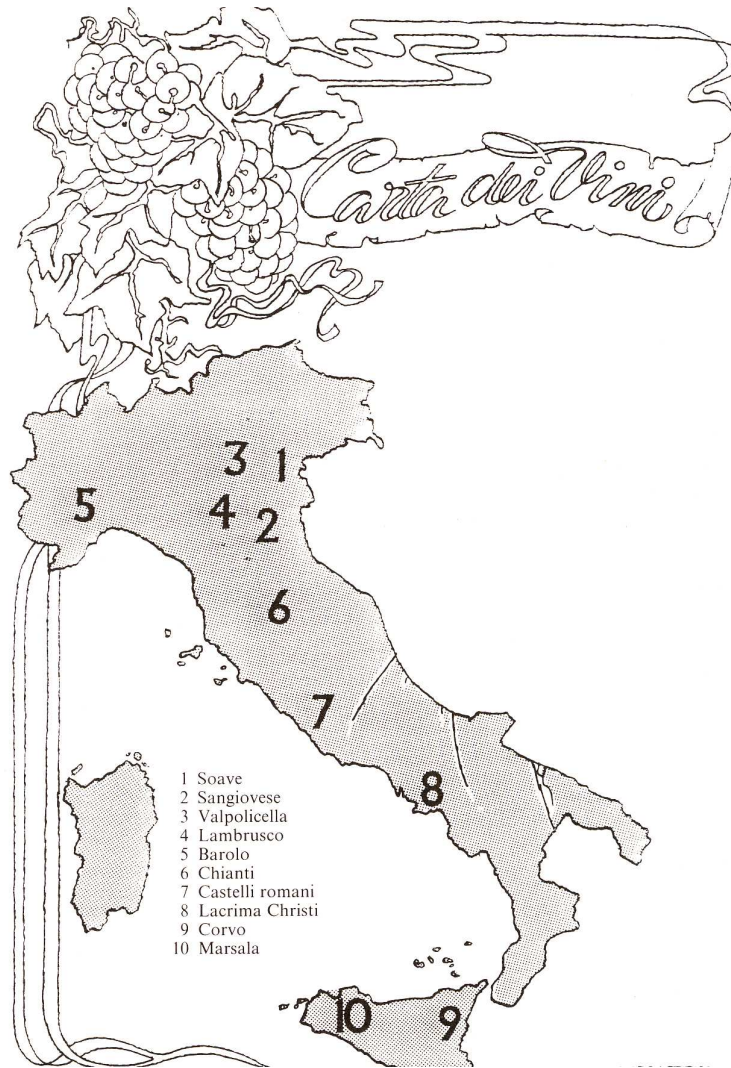 Carta dei Vini
3
1
5
4
2
6
7
8
1 Soave
2 Sangiovese
3 Valpolicella
4 Lambrusco
5 Barolo
6 Chianti
7 Castelli romani
8 Lacrima Christi
9 Corvo
10 Marsala
10
9